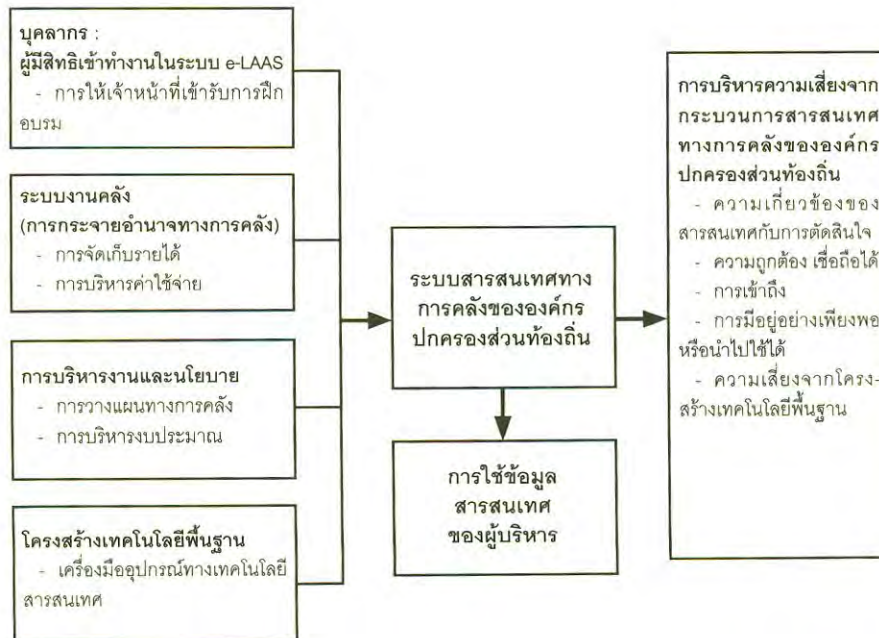 บุคลากร :
ผู้มีสิทธิเข้าทำงานในระบบ e-LAAS
- การให้เจ้าหน้าที่เข้ารับการฝึก
อบรม
ระบบงานคลัง
(การกระจายอำนาจทางการคลัง)
- การจัดเก็บรายได้
- การบริหารค่าใช้จ่าย
การบริหารงานและนโยบาย
- การวางแผนทางการคลัง
- การบริหารงบประมาณ
โครงสร้างเทคโนโลยีพื้นฐาน
- เครื่องมืออุปกรณ์ทางเทคโนโลยี
สารสนเทศ
ระบบสารสนเทศทาง
การคลังขององค์กร
ปกครองส่วนท้องถิ่น
การใช้ข้อมูล
สารสนเทศ
ของผู้บริหาร
การบริหารความเสี่ยงจาก
กระบวนการสารสนเทศ
ทางการคลังขององค์กร
ปกครองส่วนท้องถิ่น
- ความเกี่ยวข้องของ
สารสนเทศกับการตัดสินใจ
- ความถูกต้อง เชื่อถือได้
- การเข้าถึง
- การมีอยู่อย่างเพียงพอ
หรือนำไปใช้ได้
- ความเสี่ยงจากโครง-
สร้างเทคโนโลยีพื้นฐาน